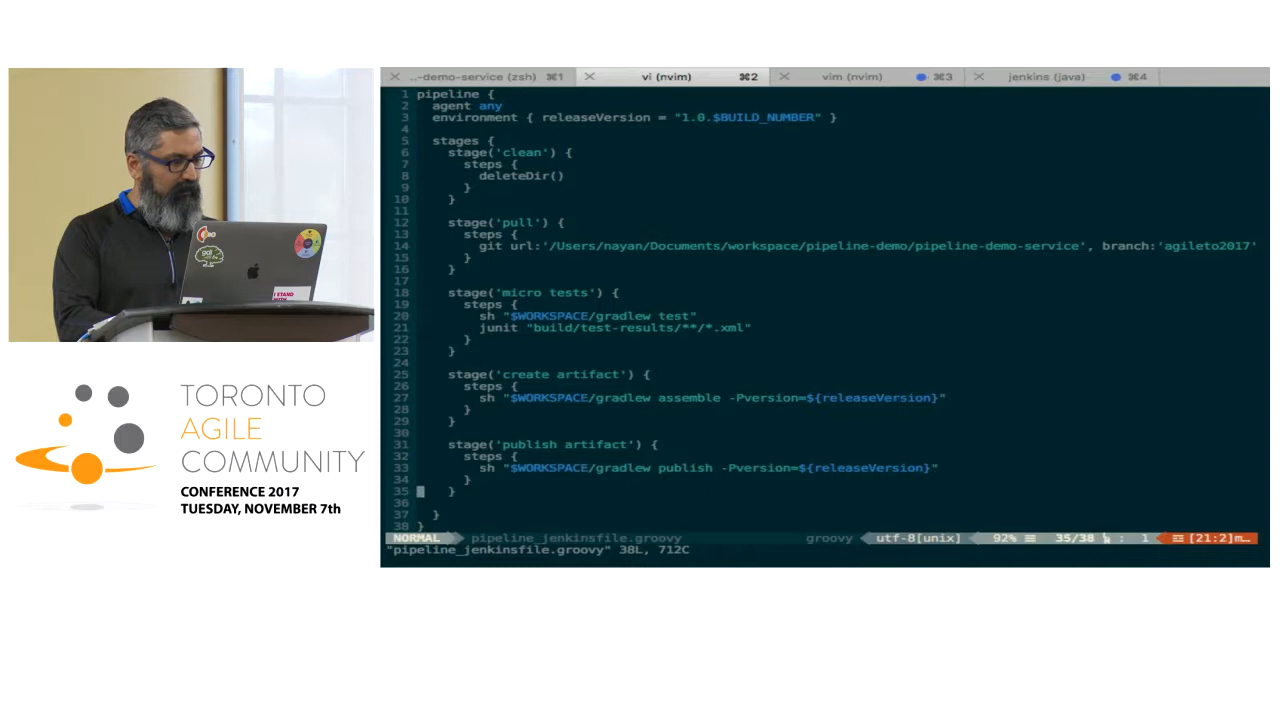 ...-demo-service (zsh) ⌘1 vi (nvim) ⌘2 vim (nvim) ⌘3 jenkins (java) ⌘4
1 pipeline {
2   agent any
3   environment { releaseVersion = "1.0.$BUILD_NUMBER" }
4
5   stages {
6     stage('clean') {
7       steps {
8         deleteDir()
9       }
10     }
11
12     stage('pull') {
13       steps {
14         git url:'/Users/nayan/Documents/workspace/pipeline-demo/pipeline-demo-service', branch:'agileto2017'
15       }
16     }
17
18     stage('micro tests') {
19       steps {
20         sh "$WORKSPACE/gradlew test"
21         junit "build/test-results/**/*.xml"
22       }
23     }
24
25     stage('create artifact') {
26       steps {
27         sh "$WORKSPACE/gradlew assemble -Pversion=${releaseVersion}"
28       }
29     }
30
31     stage('publish artifact') {
32       steps {
33         sh "$WORKSPACE/gradlew publish -Pversion=${releaseVersion}"
34       }
35     }
36
37   }
38 }
NORMAL pipeline_jenkinsfile.groovy groovy utf-8[unix] 92% 35/38 : 1 [21:2]m…
"pipeline_jenkinsfile.groovy" 38L, 712C
I STAND
WITH
TORONTO
AGILE
COMMUNITY
CONFERENCE 2017
TUESDAY, NOVEMBER 7th